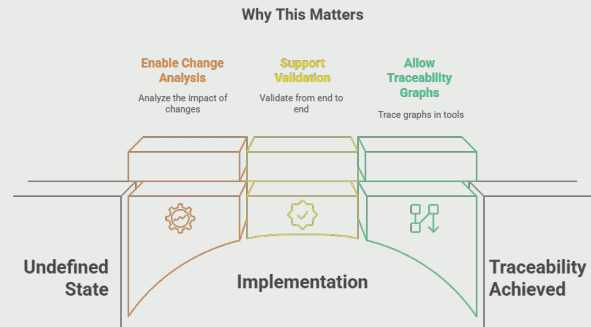 Why This Matters
Enable Change
Analysis
Analyze the impact of
changes
Support
Validation
Validate from end to
end
Allow
Traceability
Graphs
Trace graphs in tools
Undefined
State
Implementation
Traceability
Achieved